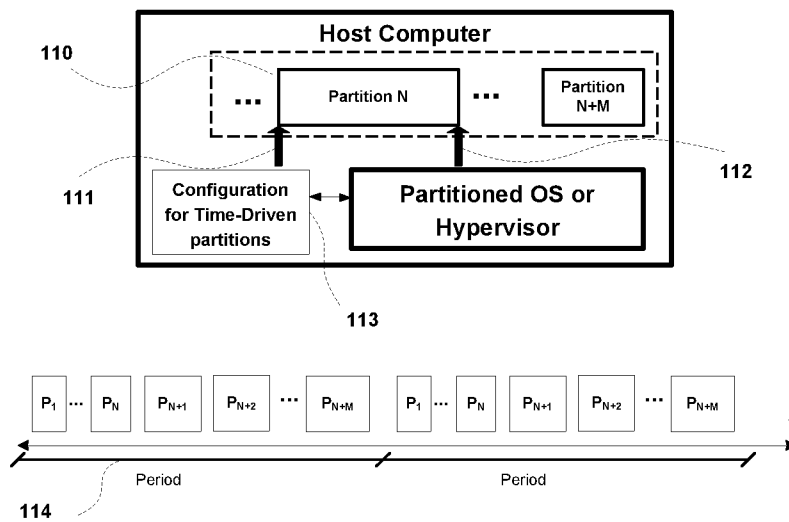 Host Computer
110
... Partition N ... Partition
N+M
111
112
Configuration
for Time-Driven
partitions
Partitioned OS or
Hypervisor
113
P1 ... PN PN+1 PN+2 ... PN+M P1 ... PN PN+1 PN+2 ... PN+M
Period Period
114